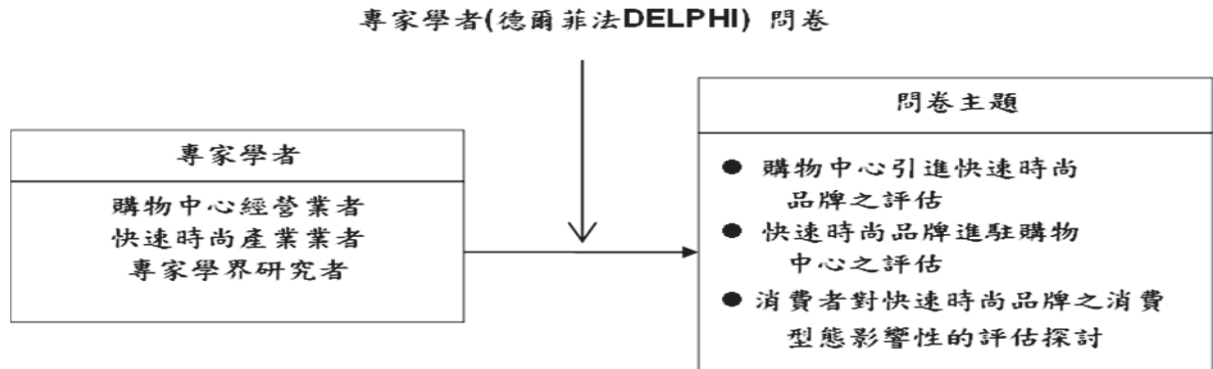 專家學者(德爾菲法DELPHI) 問卷
專家學者
購物中心經營業者
快速時尚產業業者
專家學界研究者
問卷主題
● 購物中心引進快速時尚
品牌之評估
● 快速時尚品牌進駐購物
中心之評估
● 消費者對快速時尚品牌之消費
型態影響性的評估探討